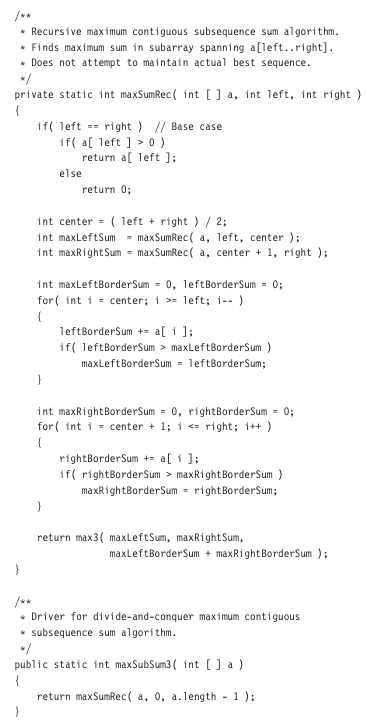 /**
 * Recursive maximum contiguous subsequence sum algorithm.
 * Finds maximum sum in subarray spanning a[left..right].
 * Does not attempt to maintain actual best sequence.
 */
private static int maxSumRec( int [ ] a, int left, int right )
{
    if( left == right )  // Base case
        if( a[ left ] > 0 )
            return a[ left ];
        else
            return 0;

    int center = ( left + right ) / 2;
    int maxLeftSum  = maxSumRec( a, left, center );
    int maxRightSum = maxSumRec( a, center + 1, right );

    int maxLeftBorderSum = 0, leftBorderSum = 0;
    for( int i = center; i >= left; i-- )
    {
        leftBorderSum += a[ i ];
        if( leftBorderSum > maxLeftBorderSum )
            maxLeftBorderSum = leftBorderSum;
    }

    int maxRightBorderSum = 0, rightBorderSum = 0;
    for( int i = center + 1; i <= right; i++ )
    {
        rightBorderSum += a[ i ];
        if( rightBorderSum > maxRightBorderSum )
            maxRightBorderSum = rightBorderSum;
    }

    return max3( maxLeftSum, maxRightSum,
                 maxLeftBorderSum + maxRightBorderSum );
}

/**
 * Driver for divide-and-conquer maximum contiguous
 * subsequence sum algorithm.
 */
public static int maxSubSum3( int [ ] a )
{
    return maxSumRec( a, 0, a.length - 1 );
}